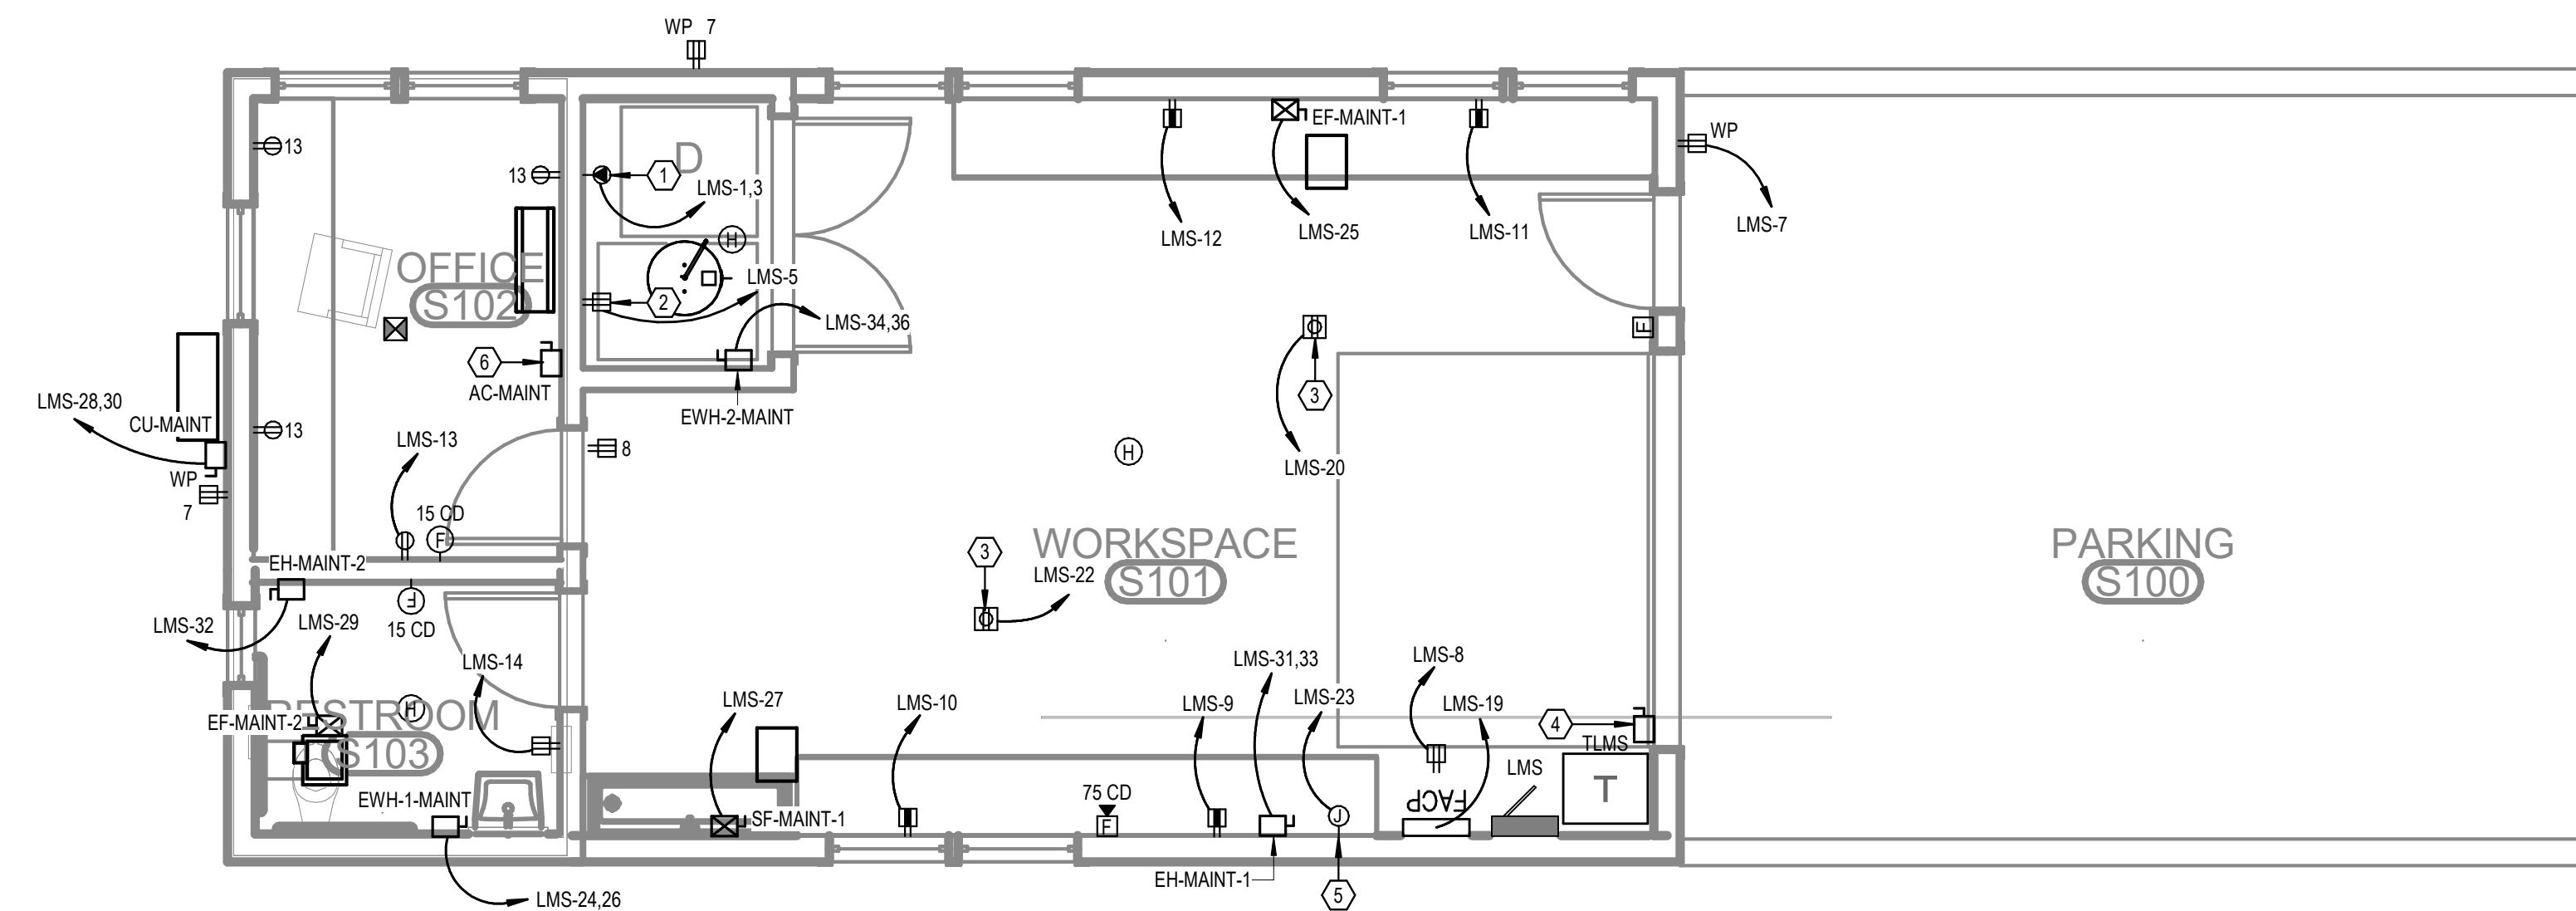 WP 7
13
13
D
1
LMS-1,3
H
EF-MAINT-1
LMS-12
LMS-25
LMS-11
WP
LMS-7
OFFICE
S102
2
LMS-5
LMS-34,36
F
6
AC-MAINT
EWH-2-MAINT
3
LMS-28,30
CU-MAINT
13
LMS-13
8
H
LMS-20
WP
7
15 CD
F
EH-MAINT-2
3
LMS-22
WORKSPACE
S101
PARKING
S100
F
15 CD
LMS-32
LMS-29
LMS-14
LMS-31,33
LMS-8
EF-MAINT-2
RESTROOM
H
S103
LMS-27
LMS-10
LMS-9
LMS-23
LMS-19
4
TLMS
LMS
T
EWH-1-MAINT
SF-MAINT-1
75 CD
F
J
FACP
EH-MAINT-1
5
LMS-24,26